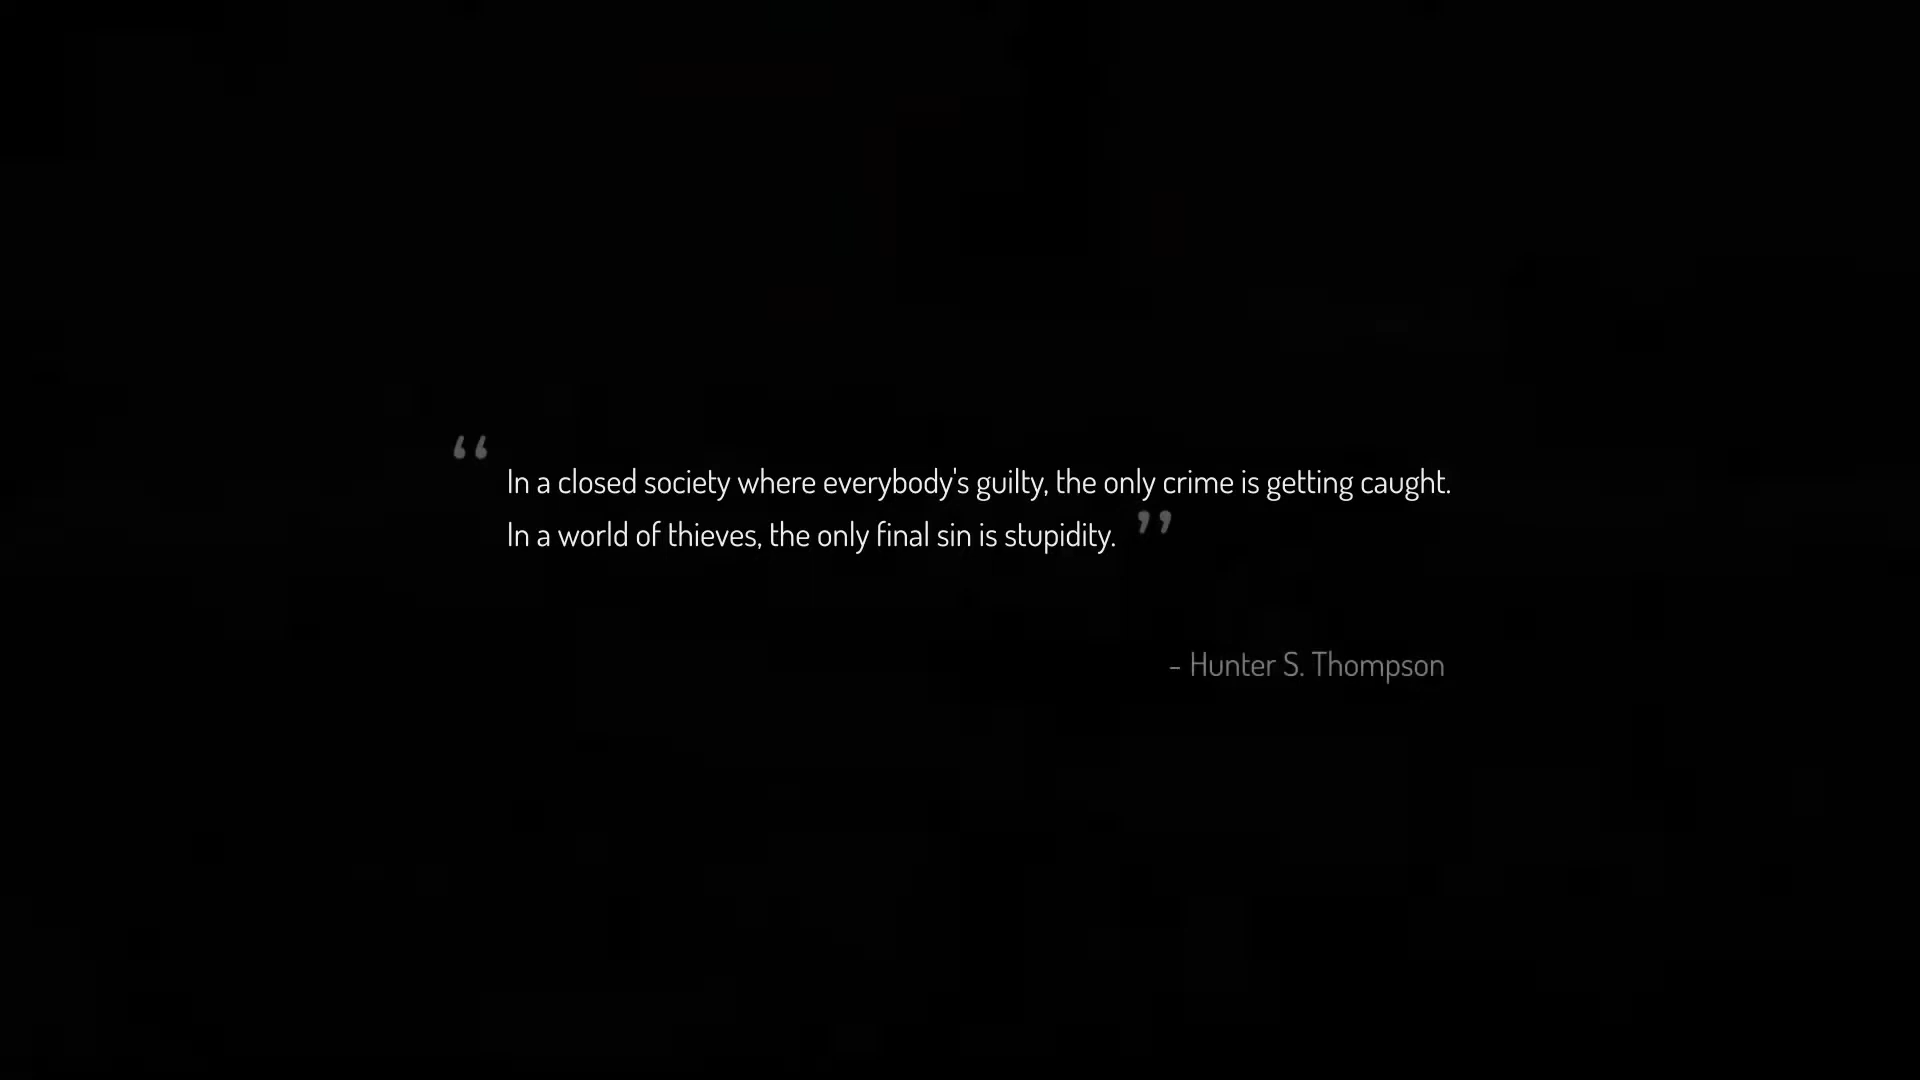 “ In a closed society where everybody's guilty, the only crime is getting caught.
In a world of thieves, the only final sin is stupidity. ”
- Hunter S. Thompson